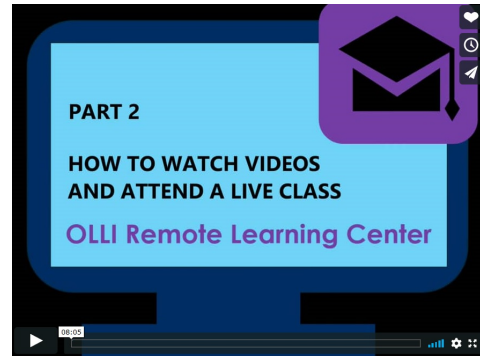 PART 2
HOW TO WATCH VIDEOS
AND ATTEND A LIVE CLASS
OLLI Remote Learning Center
08:05